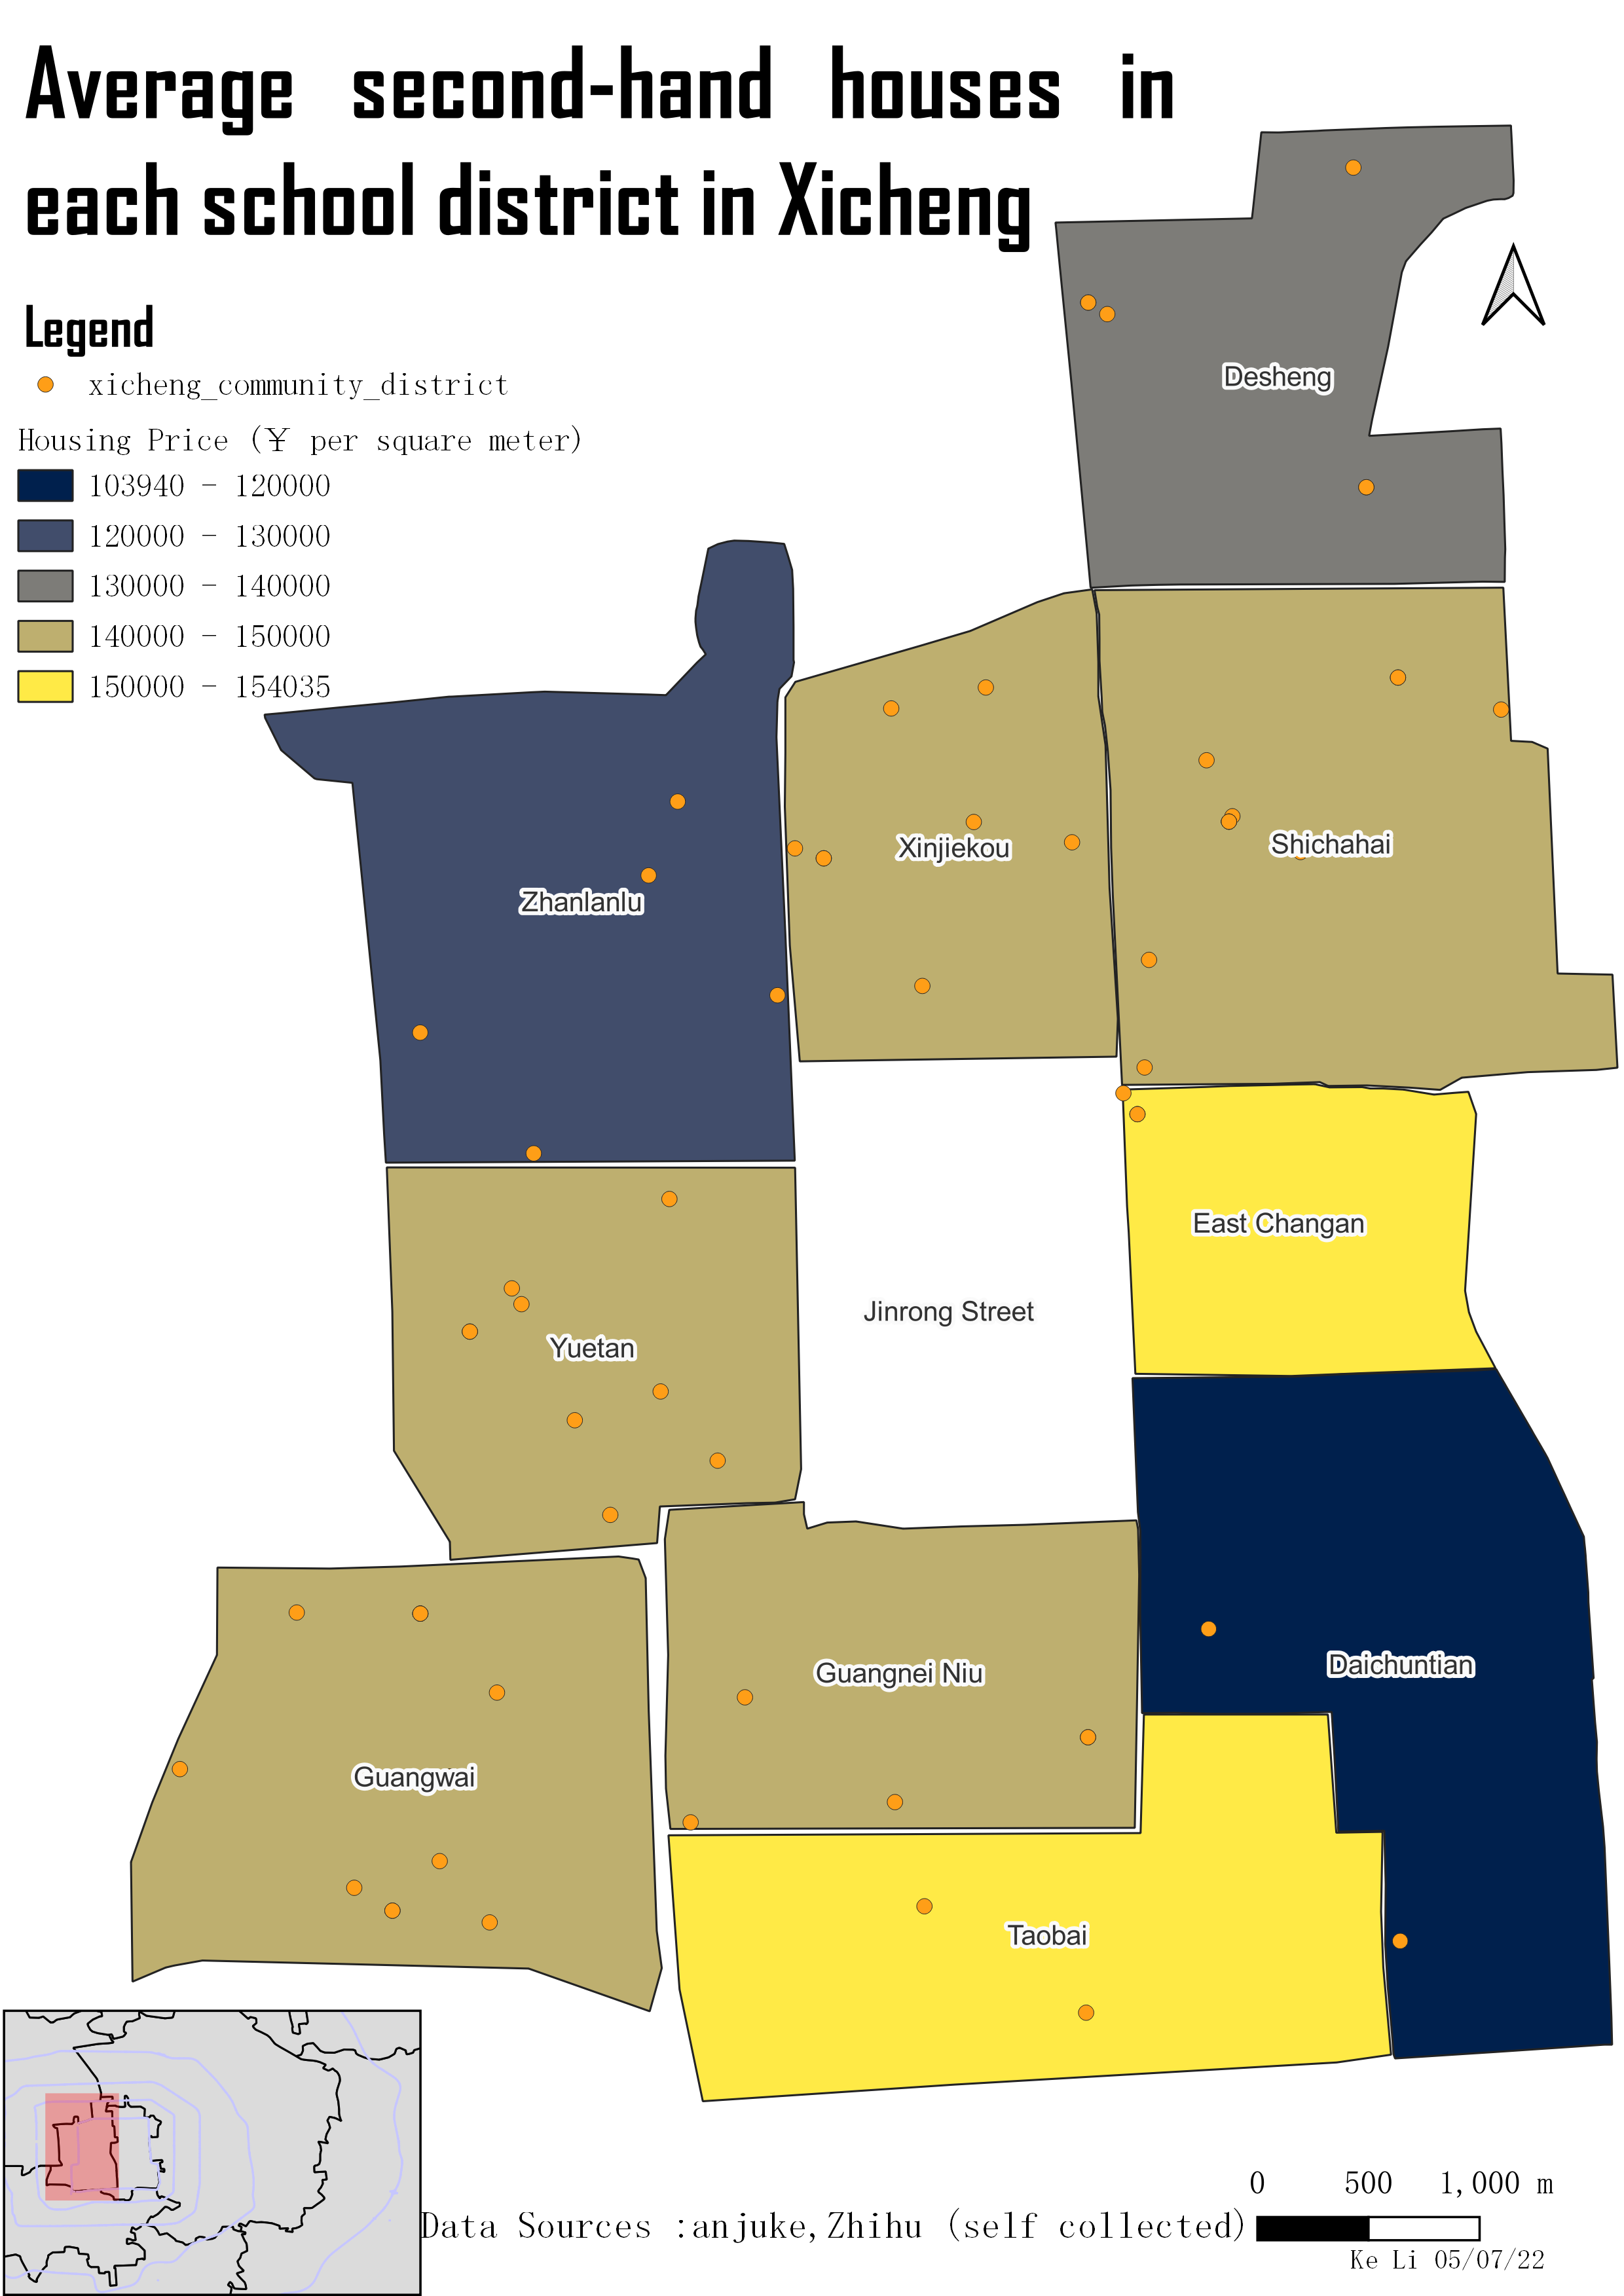 Average second-hand houses in
each school district in Xicheng
Legend
xicheng_community_district
Housing Price (￥ per square meter)
103940 - 120000
120000 - 130000
130000 - 140000
140000 - 150000
150000 - 154035
Desheng
Xinjiekou
Shichahai
Zhanlanlu
East Changan
Jinrong Street
Yuetan
Daichuntian
Guangnei Niu
Guangwai
Taobai
0 500 1,000 m
Data Sources :anjuke,Zhihu (self collected)
Ke Li 05/07/22